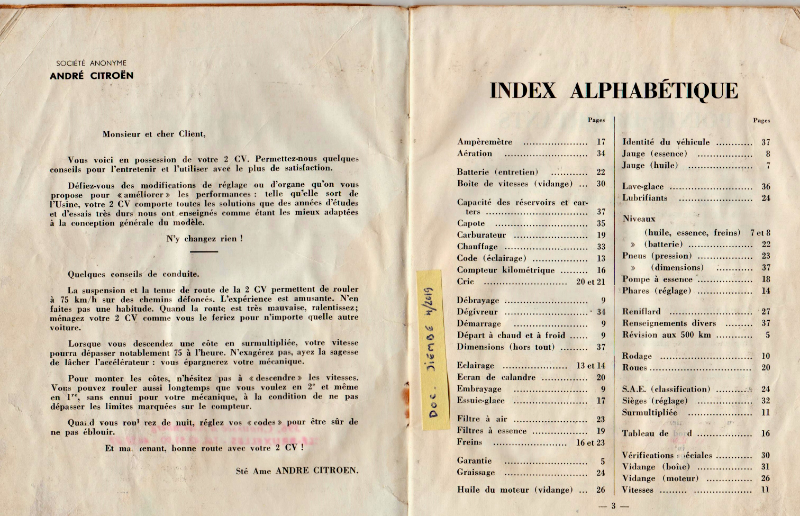 SOCIÉTÉ ANONYME
ANDRÉ CITROËN
Monsieur et cher Client,
Vous voici en possession de votre 2 CV. Permettez-nous quelques
conseils pour l'entretenir et l'utiliser avec le plus de satisfaction.
Défiez-vous des modifications de réglage ou d'organe qu'on vous
propose pour « améliorer » les performances : telle qu'elle sort de
l'Usine, votre 2 CV comporte toutes les solutions que des années d'études
et d'essais très durs nous ont enseignés comme étant les mieux adaptées
à la conception générale du modèle.
N'y changez rien !
Quelques conseils de conduite.
La suspension et la tenue de route de la 2 CV permettent de rouler
à 75 km/h sur des chemins défoncés. L'expérience est amusante. N'en
faites pas une habitude. Quand la route est très mauvaise, ralentissez;
ménagez votre 2 CV comme vous le feriez pour n'importe quelle autre
voiture.
Lorsque vous descendez une côte en surmultipliée, votre vitesse
pourra dépasser notablement 75 à l'heure. N'exagérez pas, ayez la sagesse
de lâcher l'accélérateur : vous épargnerez votre mécanique.
Pour monter les côtes, n'hésitez pas à « descendre » les vitesses.
Vous pouvez rouler aussi longtemps que vous voulez en 2e et même
en 1re, sans ennui pour votre mécanique, à la condition de ne pas
dépasser les limites marquées sur le compteur.
de nuit, réglez vos « codes » pour être sûr de
ne pas éblouir.
Et bonne route avec votre 2 CV !
Sté Ame ANDRE CITROEN.
DOC. JIEMBÉ 4/2019
INDEX ALPHABÉTIQUE
Pages
Ampèremètre ........ 17
Aération ........ 34
Batterie (entretien) ........ 22
Boite de vitesses (vidange) ... 30
Capacité des réservoirs et car-
ters ........ 37
Capote ........ 35
Carburateur ........ 19
Chauffage ........ 33
Code (éclairage) ........ 13
Compteur kilométrique ........ 16
Cric ........ 20 et 21
Débrayage ........ 9
Dégivreur ........ 34
Démarrage ........ 9
Départ à chaud et à froid ..... 9
Dimensions (hors tout) ........ 37
Eclairage ........ 13 et 14
Ecran de calandre ........ 20
Embrayage ........ 9
Essuie-glace ........ 17
Filtre à air ........ 23
Filtres à essence ........ 19
Freins ........ 16 et 23
Garantie ........ 5
Graissage ........ 24
Huile du moteur (vidange) ... 26
Pages
Identité du véhicule ........ 37
Jauge (essence) ........ 8
Jauge (huile) ........ 7
Lave-glace ........ 36
Lubrifiants ........ 24
Niveaux
(huile, essence, freins) 7 et 8
» (batterie) ........ 22
Pneus (pression) ........ 23
» (dimensions) ........ 37
Pompe à essence ........ 18
Phares (réglage) ........ 14
Reniflard ........ 27
Renseignements divers ........ 37
Révision aux 500 km ........ 5
Rodage ........ 10
Roues ........ 20
S.A.E. (classification) ........ 24
Sièges (réglage) ........ 32
Surmultipliée ........ 11
Tableau de ........ 16
Vérifications spéciales ........ 30
Vidange (boîte) ........ 31
Vidange (moteur) ........ 26
Vitesses ........ 11
— 3 —